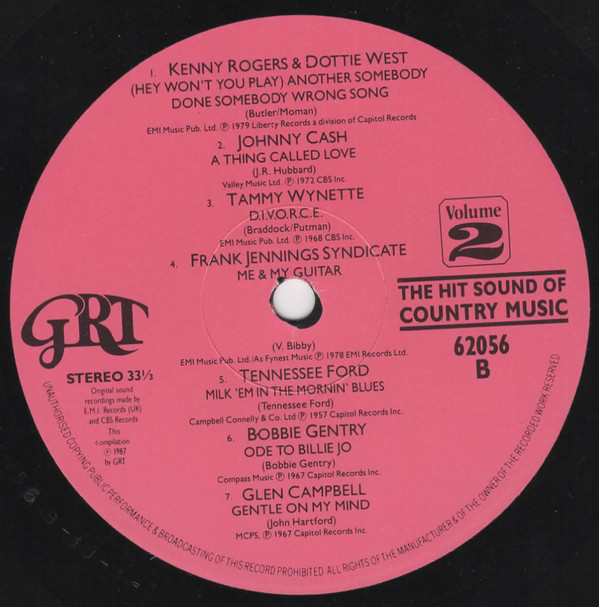 1. KENNY ROGERS & DOTTIE WEST
(HEY WON'T YOU PLAY) ANOTHER SOMEBODY
DONE SOMEBODY WRONG SONG
(Butler/Moman)
EMI Music Pub. Ltd. ℗ 1979 Liberty Records a division of Capitol Records
2. JOHNNY CASH
A THING CALLED LOVE
(J.R. Hubbard)
Valley Music Ltd. ℗ 1972 CBS Inc.
3. TAMMY WYNETTE
D.I.V.O.R.C.E.
(Braddock/Putman)
EMI Music Pub. Ltd. ℗ 1968 CBS Inc.
4. FRANK JENNINGS SYNDICATE
ME & MY GUITAR
(V. Bibby)
EMI Music Pub. Ltd./As Fynest Music ℗ 1978 EMI Records Ltd.
5. TENNESSEE FORD
MILK 'EM IN THE MORNIN' BLUES
(Tennessee Ford)
Campbell Connelly & Co. Ltd ℗ 1957 Capitol Records Inc.
6. BOBBIE GENTRY
ODE TO BILLIE JO
(Bobbie Gentry)
Compass Music ℗ 1967 Capitol Records Inc.
7. GLEN CAMPBELL
GENTLE ON MY MIND
(John Hartford)
MCPS, ℗ 1967 Capitol Records Inc.
Volume
2
THE HIT SOUND OF
COUNTRY MUSIC
62056
B
GRT
STEREO 33⅓
Original sound
recordings made by
E.M.I. Records (UK)
and CBS Records
This
compilation
℗ 1987
by GRT
UNAUTHORISED COPYING PUBLIC PERFORMANCE & BROADCASTING OF THIS RECORD PROHIBITED. ALL RIGHTS OF THE MANUFACTURER & OF THE OWNER OF THE RECORDED WORK RESERVED